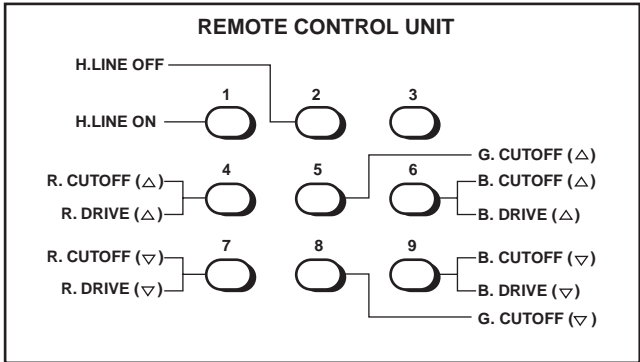 REMOTE CONTROL UNIT
H.LINE OFF
1 2 3
H.LINE ON
G. CUTOFF (△)
4 5 6
R. CUTOFF (△) B. CUTOFF (△)
R. DRIVE (△) B. DRIVE (△)
7 8 9
R. CUTOFF (▽) B. CUTOFF (▽)
R. DRIVE (▽) B. DRIVE (▽)
G. CUTOFF (▽)